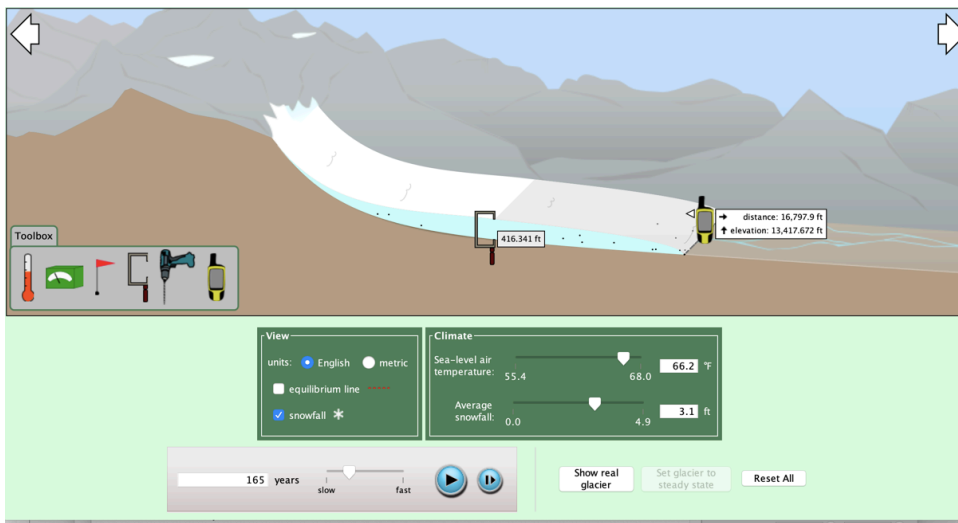 ➔ distance: 16,797.9 ft
↑ elevation: 13,417.672 ft
Toolbox
416.341 ft
View
units: English metric
equilibrium line
snowfall
Climate
Sea-level air
temperature:
55.4 68.0
66.2 °F
Average
snowfall:
0.0 4.9
3.1 ft
165 years
slow fast
Show real
glacier
Set glacier to
steady state
Reset All